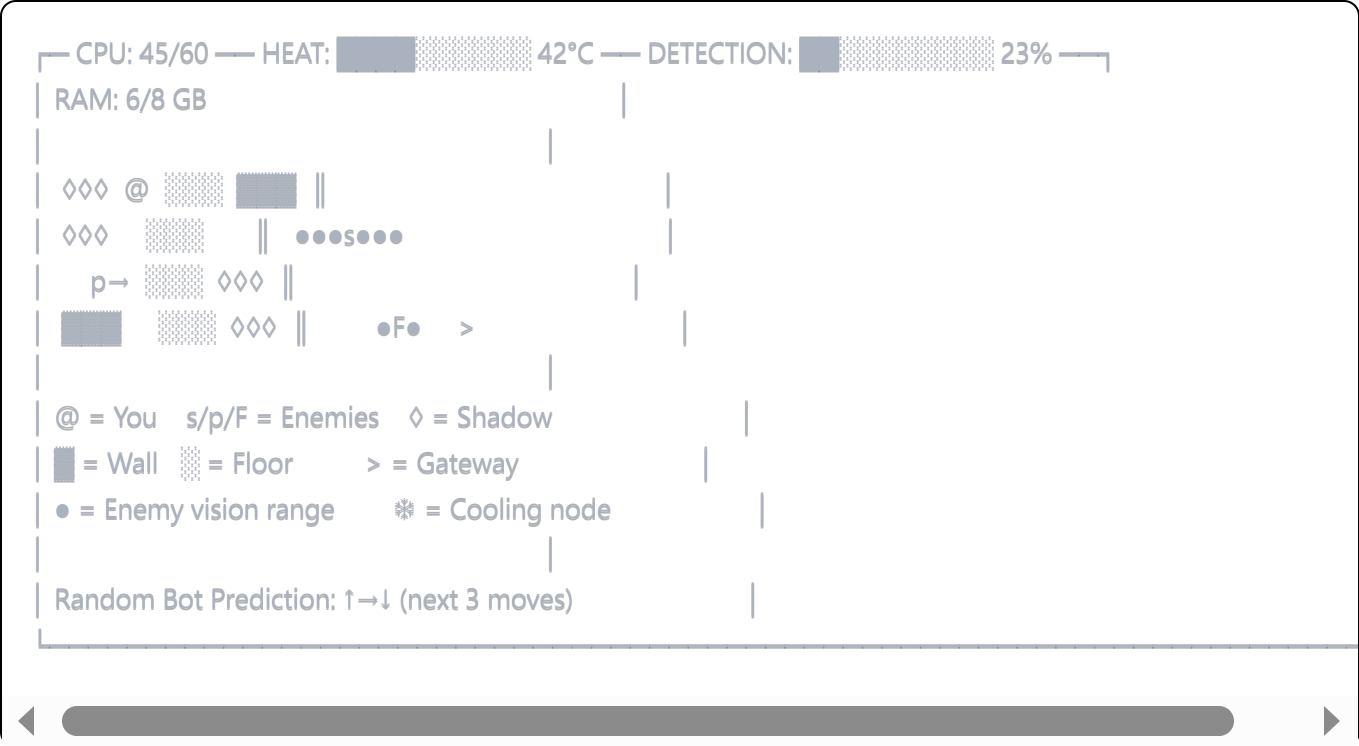 ┌── CPU: 45/60 ─── HEAT: ████░░░░░░ 42°C ─── DETECTION: ██░░░░░░░░ 23% ───┐
│ RAM: 6/8 GB │
│ │
│ ◊◊◊ @ ░░░ ▓▓▓ ║ │
│ ◊◊◊ ░░░ ║ ●●●s●●● │
│ p→ ░░░ ◊◊◊ ║ │
│ ▓▓▓ ░░░ ◊◊◊ ║ ●F● > │
│ │
│ @ = You s/p/F = Enemies ◊ = Shadow │
│ ▓ = Wall ░ = Floor > = Gateway │
│ ● = Enemy vision range ❄ = Cooling node │
│ │
│ Random Bot Prediction: ↑→↓ (next 3 moves) │
└──────────────────────────────────────────────────────────────────